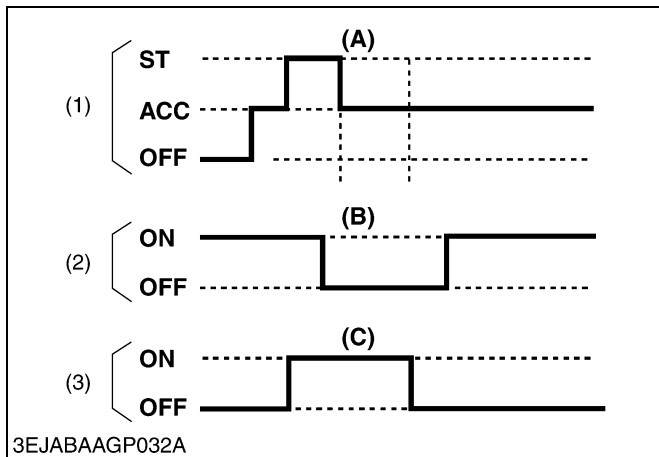 (A)
ST
(1) ACC
OFF
(B)
ON
(2)
OFF
(C)
ON
(3)
OFF
3EJABAAGP032A